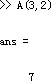 >> A(3,2)
ans =
7